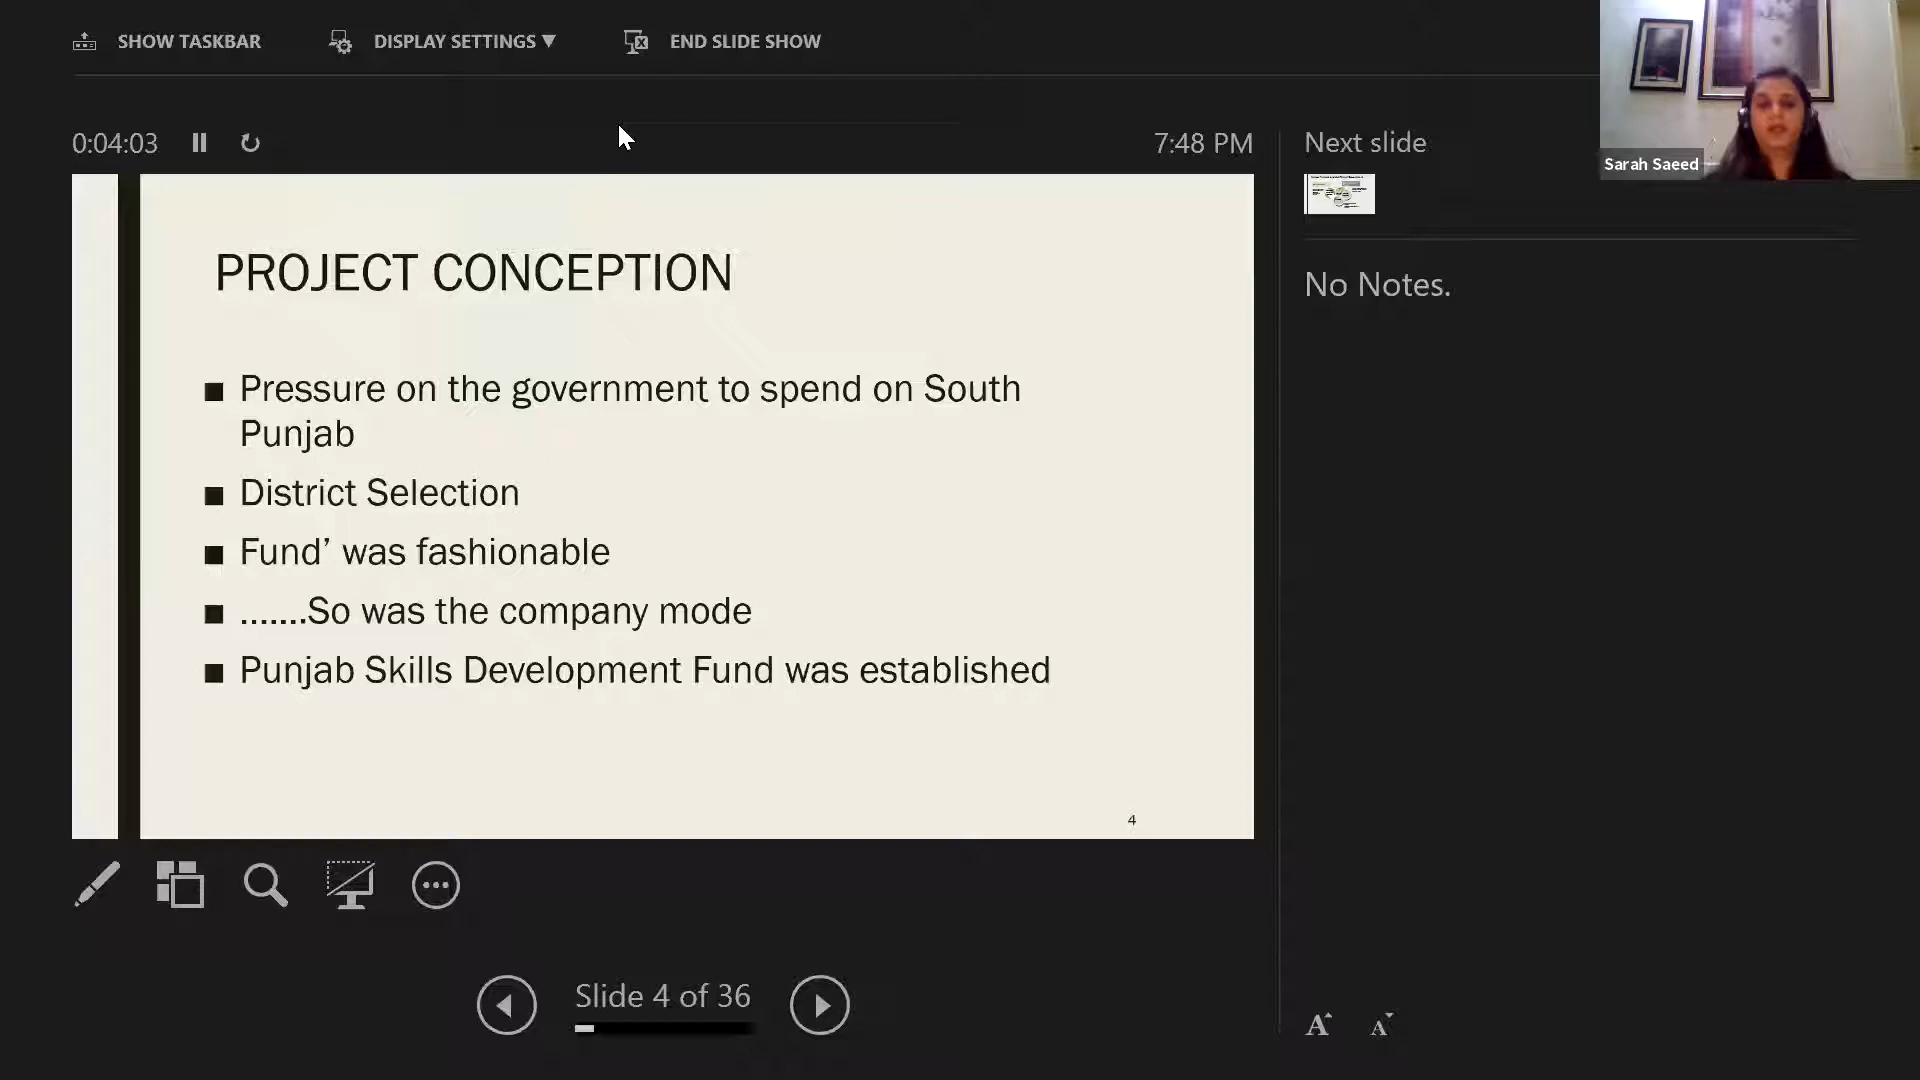 SHOW TASKBAR
DISPLAY SETTINGS ▼
END SLIDE SHOW
0:04:03
7:48 PM
Next slide
Sarah Saeed
PROJECT CONCEPTION
■ Pressure on the government to spend on South
Punjab
■ District Selection
■ Fund’ was fashionable
■ .......So was the company mode
■ Punjab Skills Development Fund was established
4
No Notes.
Slide 4 of 36
A A